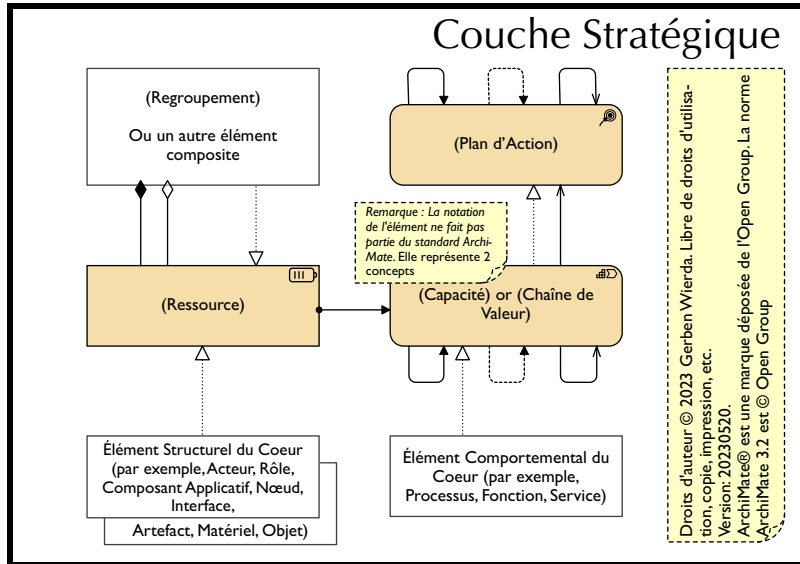 Couche Stratégique
(Regroupement)
Ou un autre élément
composite
(Plan d'Action)
Remarque : La notation
de l'élément ne fait pas
partie du standard Archi-
Mate. Elle représente 2
concepts
(Ressource)
(Capacité) or (Chaîne de
Valeur)
Élément Structurel du Coeur
(par exemple, Acteur, Rôle,
Composant Applicatif, Nœud,
Interface,
Artefact, Matériel, Objet)
Élément Comportemental du
Coeur (par exemple,
Processus, Fonction, Service)
Droits d'auteur © 2023 Gerben Wierda. Libre de droits d'utilisa-
tion, copie, impression, etc.
Version: 20230520.
ArchiMate® est une marque déposée de l'Open Group. La norme
ArchiMate 3.2 est © Open Group